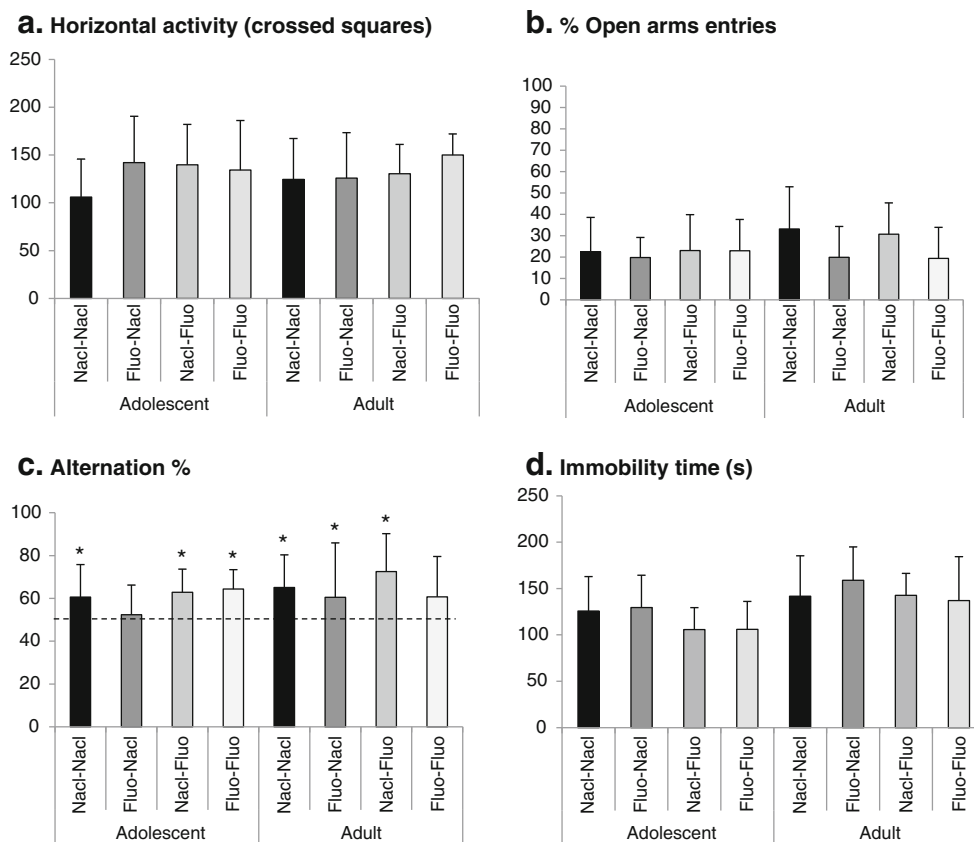 a. Horizontal activity (crossed squares)
250
200
150
100
50
0
Nacl-Nacl
Fluo-Nacl
Nacl-Fluo
Fluo-Fluo
Nacl-Nacl
Fluo-Nacl
Nacl-Fluo
Fluo-Fluo
Adolescent Adult
b. % Open arms entries
100
90
80
70
60
50
40
30
20
10
0
Nacl-Nacl
Fluo-Nacl
Nacl-Fluo
Fluo-Fluo
Nacl-Nacl
Fluo-Nacl
Nacl-Fluo
Fluo-Fluo
Adolescent Adult
c. Alternation %
100
80
60
40
20
0
* * * * * *
Nacl-Nacl
Fluo-Nacl
Nacl-Fluo
Fluo-Fluo
Nacl-Nacl
Fluo-Nacl
Nacl-Fluo
Fluo-Fluo
Adolescent Adult
d. Immobility time (s)
250
200
150
100
50
0
Nacl-Nacl
Fluo-Nacl
Nacl-Fluo
Fluo-Fluo
Nacl-Nacl
Fluo-Nacl
Nacl-Fluo
Fluo-Fluo
Adolescent Adult